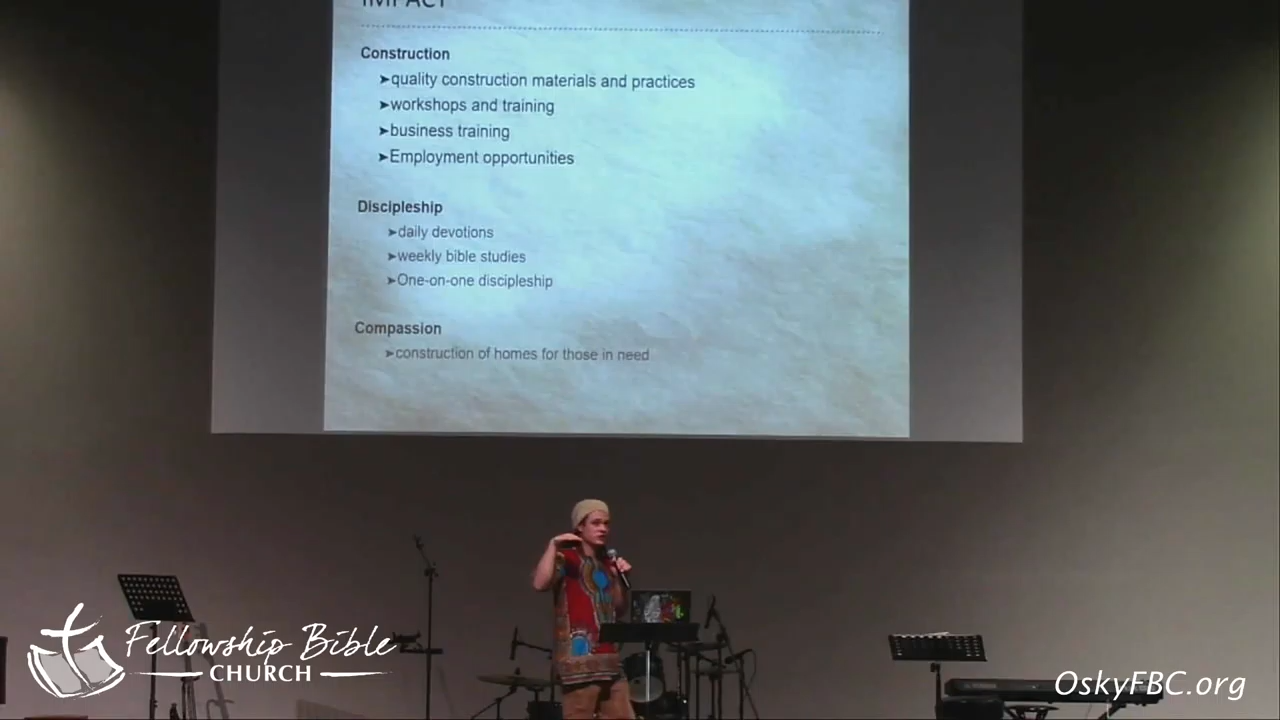 IMPACT
Construction
➤quality construction materials and practices
➤workshops and training
➤business training
➤Employment opportunities
Discipleship
➤daily devotions
➤weekly bible studies
➤One-on-one discipleship
Compassion
➤construction of homes for those in need
Fellowship Bible
CHURCH
OskyFBC.org